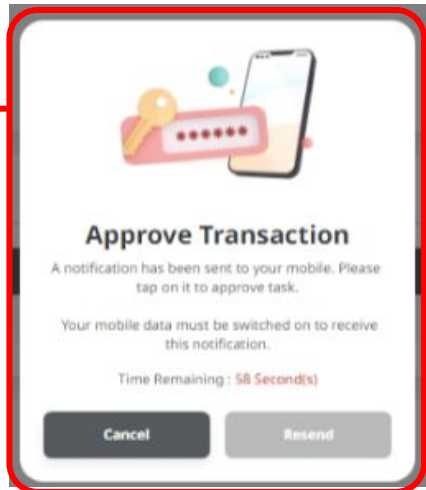 Approve Transaction
A notification has been sent to your mobile. Please
tap on it to approve task.
Your mobile data must be switched on to receive
this notification.
Time Remaining : 58 Second(s)
Cancel
Resend